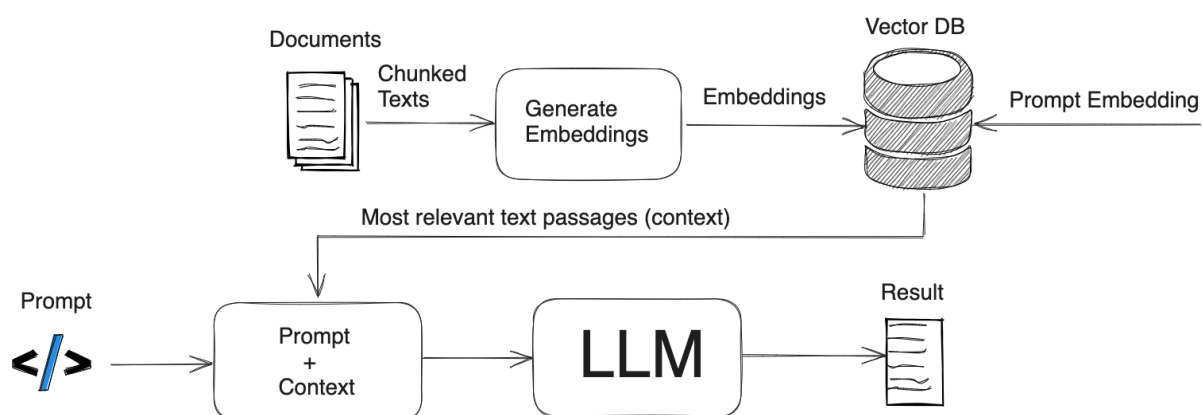 Documents
Vector DB
Chunked
Texts
Generate
Embeddings
Embeddings
Prompt Embedding
Most relevant text passages (context)
Prompt
</>
Prompt
+
Context
LLM
Result